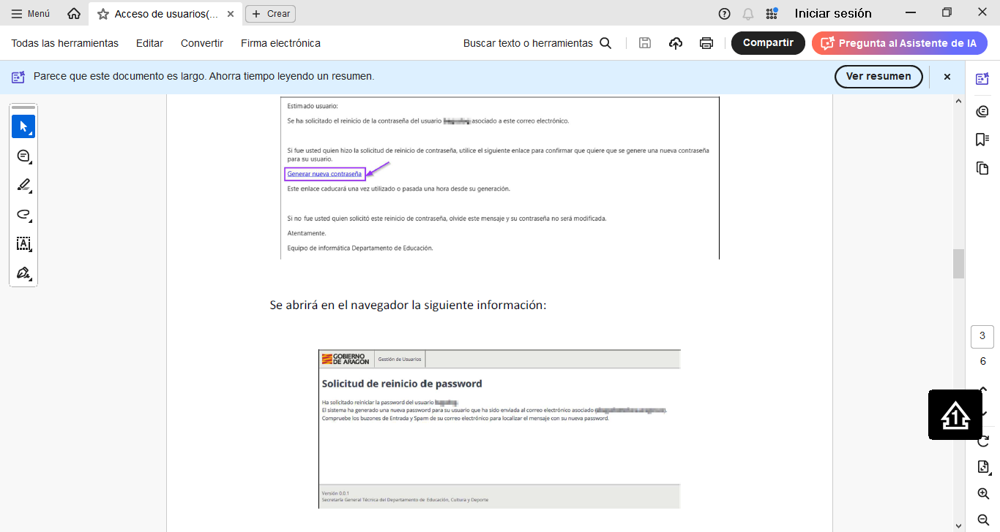 Menú
Acceso de usuarios(...
Crear
Iniciar sesión
Todas las herramientas
Editar
Convertir
Firma electrónica
Buscar texto o herramientas
Compartir
Pregunta al Asistente de IA
Parece que este documento es largo. Ahorra tiempo leyendo un resumen.
Ver resumen
Estimado usuario:
Se ha solicitado el reinicio de la contraseña del usuario asociado a este correo electrónico.
Si fue usted quien hizo la solicitud de reinicio de contraseña, utilice el siguiente enlace para confirmar que quiere que se genere una nueva contraseña
para su usuario.
Generar nueva contraseña
Este enlace caducará una vez utilizado o pasada una hora desde su generación.
Si no fue usted quien solicitó este reinicio de contraseña, olvide este mensaje y su contraseña no será modificada.
Atentamente.
Equipo de informática Departamento de Educación.
Se abrirá en el navegador la siguiente información:
GOBIERNO
DE ARAGON
Gestión de Usuarios
Solicitud de reinicio de password
Ha solicitado reiniciar la password del usuario
El sistema ha generado una nueva password para su usuario que ha sido enviada al correo electrónico asociado ( ).
Compruebe los buzones de Entrada y Spam de su correo electrónico para localizar el mensaje con su nueva password.
Versión 0.0.1
Secretaría General Técnica del Departamento de Educación, Cultura y Deporte
3
6
1